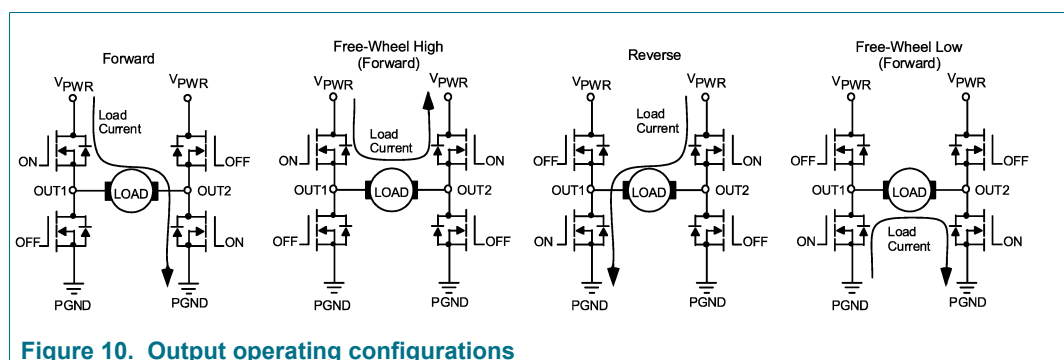 Forward
VPWR
VPWR
Load
Current
ON
OFF
OUT1
LOAD
OUT2
OFF
ON
PGND
PGND
Free-Wheel High
(Forward)
VPWR
VPWR
Load
Current
ON
ON
OUT1
LOAD
OUT2
OFF
OFF
PGND
PGND
Reverse
VPWR
VPWR
Load
Current
OFF
ON
OUT1
LOAD
OUT2
ON
OFF
PGND
PGND
Free-Wheel Low
(Forward)
VPWR
VPWR
OFF
OFF
OUT1
LOAD
OUT2
ON
Load
Current
ON
PGND
PGND
Figure 10. Output operating configurations